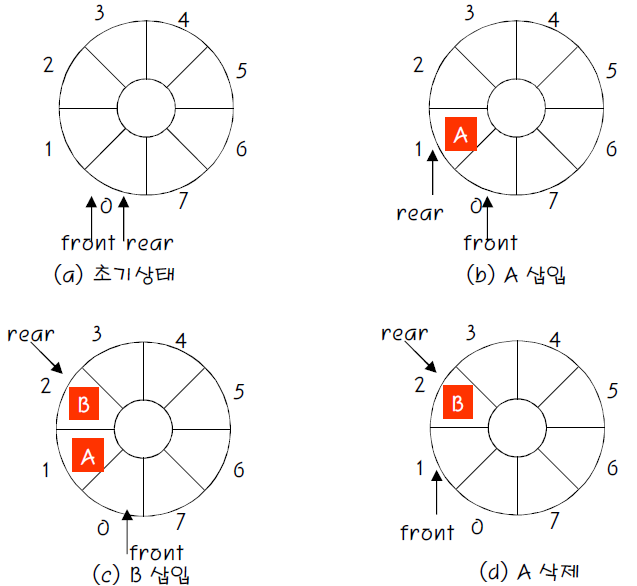 3 4
2 5
1 6
0 7
front rear
(a) 초기상태
3 4
2 5
A
1 6
rear
0 7
front
(b) A 삽입
rear
3 4
2 5
B
A
1 6
0 7
front
(c) B 삽입
rear
3 4
2 5
B
1 6
front
0 7
(d) A 삭제